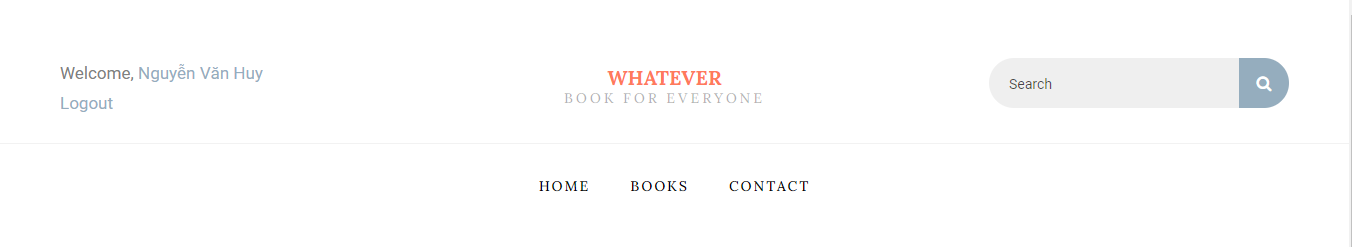 Welcome, Nguyễn Văn Huy
Logout
WHATEVER
BOOK FOR EVERYONE
Search
HOME BOOKS CONTACT